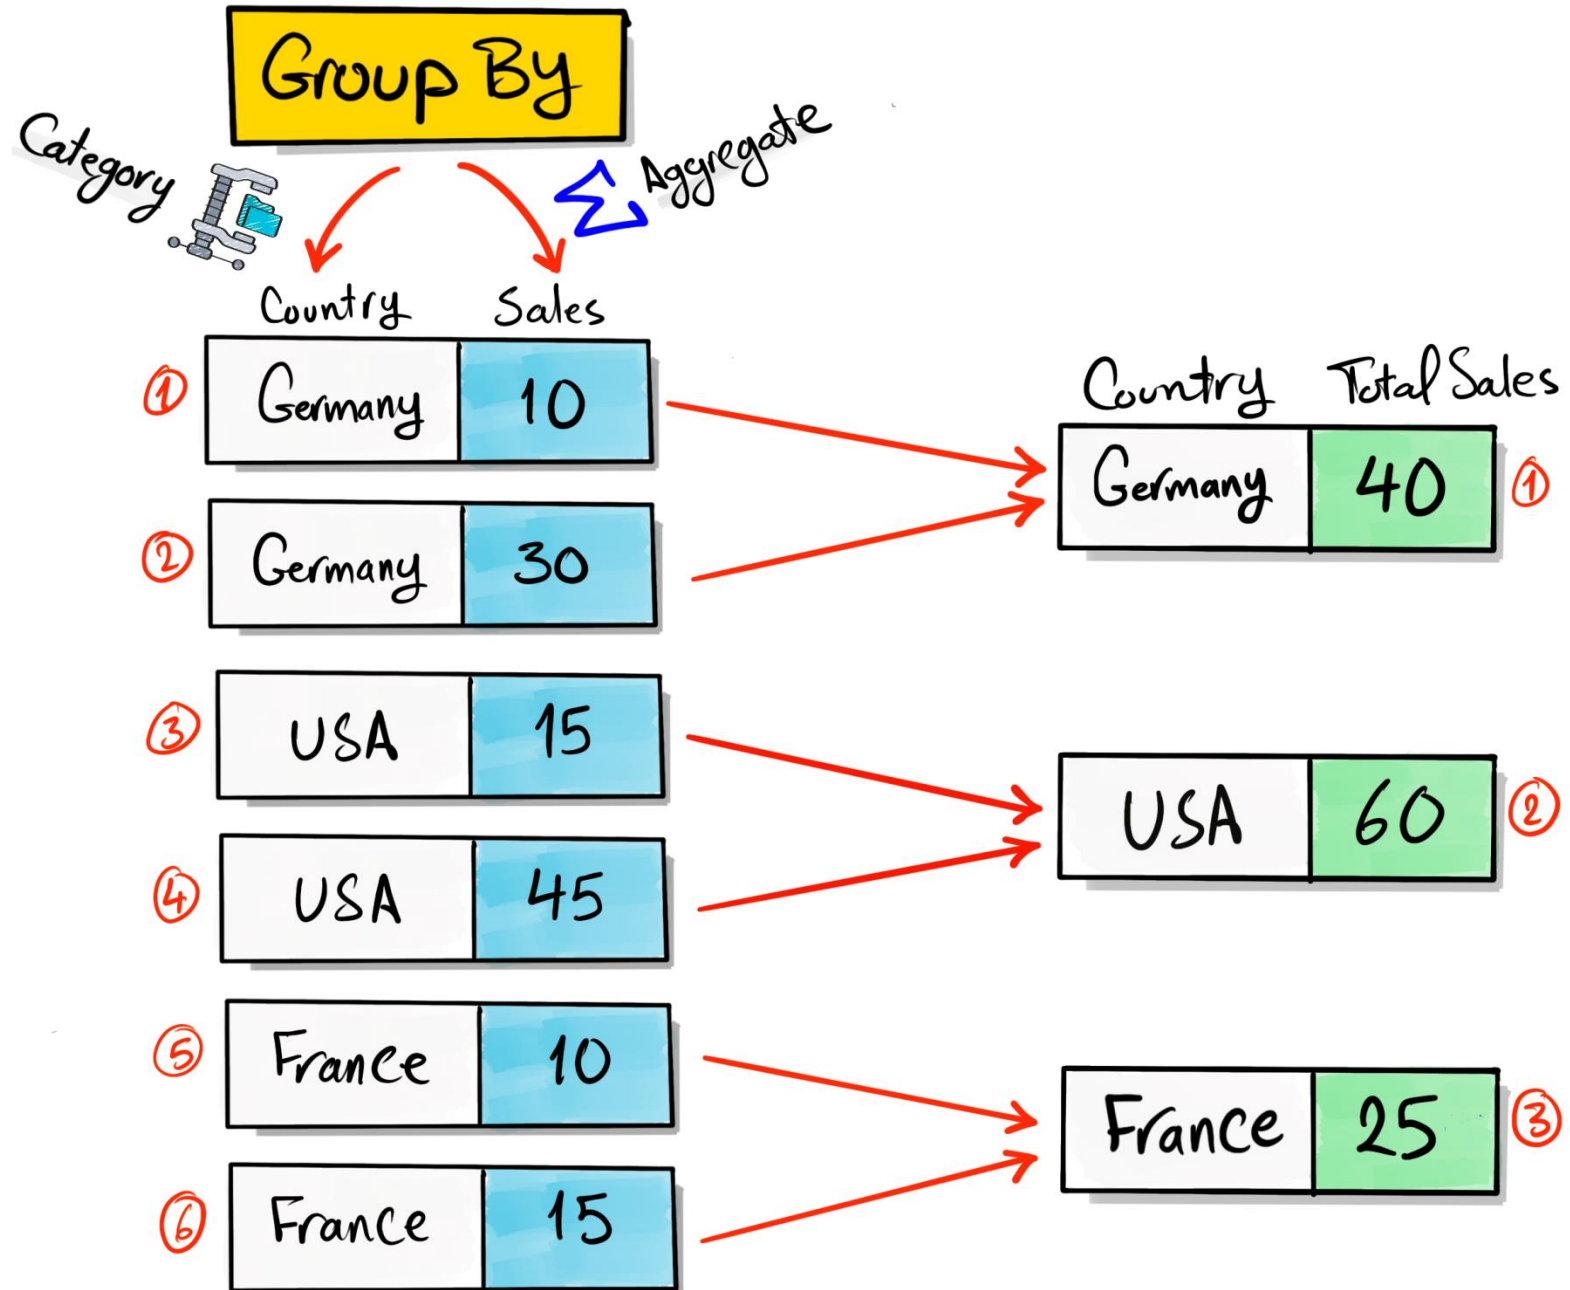 Group By
Category
Aggregate
Country Sales
① Germany 10
② Germany 30
③ USA 15
④ USA 45
⑤ France 10
⑥ France 15
Country Total Sales
Germany 40 ①
USA 60 ②
France 25 ③